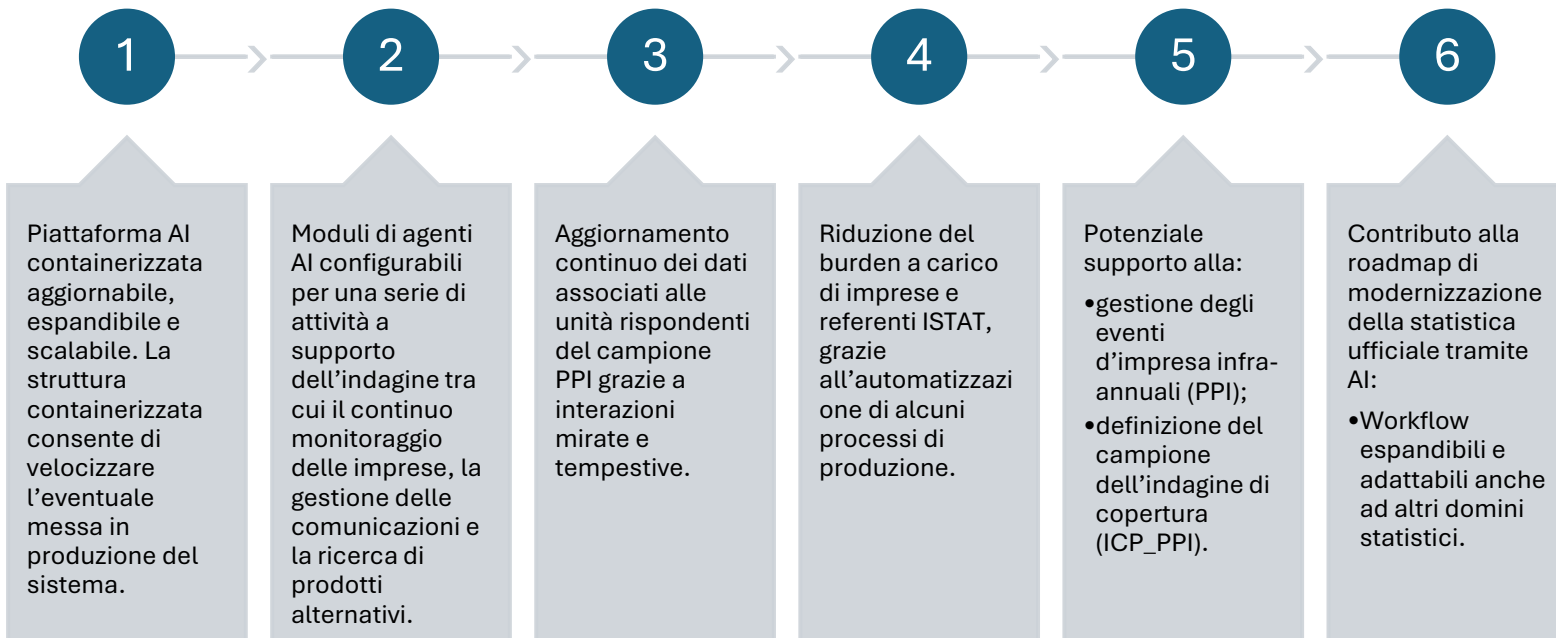 1
2
3
4
5
6
Piattaforma AI
containerizzata
aggiornabile,
espandibile e
scalabile. La
struttura
containerizzata
consente di
velocizzare
l’eventuale
messa in
produzione del
sistema.
Moduli di agenti
AI configurabili
per una serie di
attività a
supporto
dell’indagine tra
cui il continuo
monitoraggio
delle imprese, la
gestione delle
comunicazioni e
la ricerca di
prodotti
alternativi.
Aggiornamento
continuo dei dati
associati alle
unità rispondenti
del campione
PPI grazie a
interazioni
mirate e
tempestive.
Riduzione del
burden a carico
di imprese e
referenti ISTAT,
grazie
all’automatizzazi
one di alcuni
processi di
produzione.
Potenziale
supporto alla:
•gestione degli
eventi
d’impresa infra-
annuali (PPI);
•definizione del
campione
dell’indagine di
copertura
(ICP_PPI).
Contributo alla
roadmap di
modernizzazione
della statistica
ufficiale tramite
AI:
•Workflow
espandibili e
adattabili anche
ad altri domini
statistici.